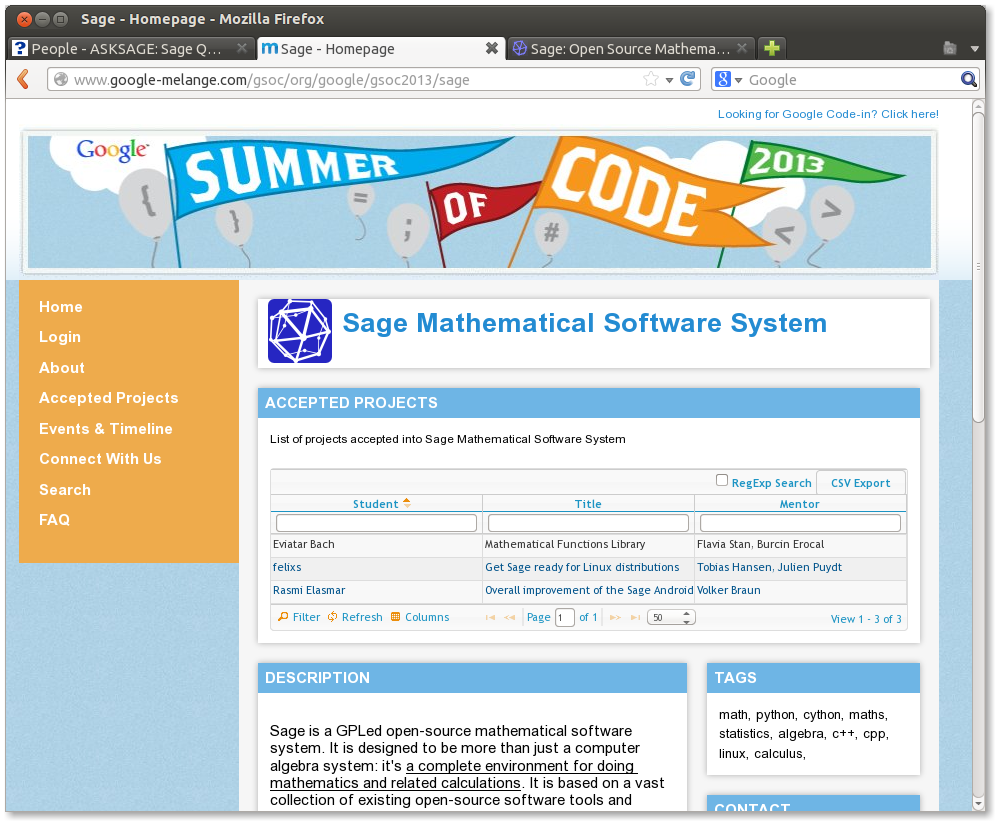 Sage - Homepage - Mozilla Firefox
People - ASKSAGE: Sage Q...
Sage - Homepage
Sage: Open Source Mathema...
www.google-melange.com/gsoc/org/google/gsoc2013/sage
Google
Looking for Google Code-in? Click here!
Google
SUMMER OF CODE 2013
{ } = ; # < >
Home
Login
About
Accepted Projects
Events & Timeline
Connect With Us
Search
FAQ
Sage Mathematical Software System
ACCEPTED PROJECTS
List of projects accepted into Sage Mathematical Software System
RegExp Search CSV Export
Student Title Mentor
Eviatar Bach Mathematical Functions Library Flavia Stan, Burcin Erocal
felixs Get Sage ready for Linux distributions Tobias Hansen, Julien Puydt
Rasmi Elasmar Overall improvement of the Sage Android Volker Braun
Filter Refresh Columns Page 1 of 1 50 View 1 - 3 of 3
DESCRIPTION
Sage is a GPLed open-source mathematical software
system. It is designed to be more than just a computer
algebra system: it's a complete environment for doing
mathematics and related calculations. It is based on a vast
collection of existing open-source software tools and
TAGS
math, python, cython, maths,
statistics, algebra, c++, cpp,
linux, calculus,
CONTACT